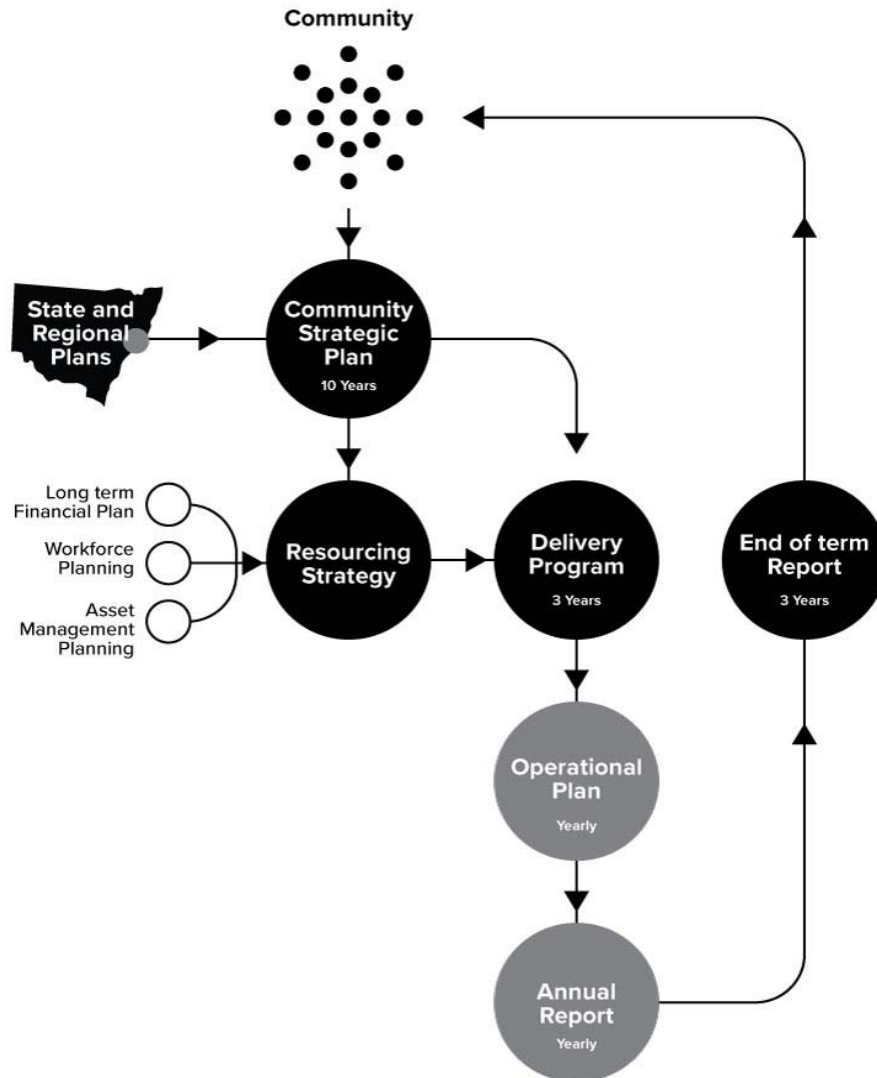 Community
State and
Regional
Plans
Community
Strategic
Plan
10 Years
Long term
Financial Plan
Workforce
Planning
Asset
Management
Planning
Resourcing
Strategy
Delivery
Program
3 Years
End of term
Report
3 Years
Operational
Plan
Yearly
Annual
Report
Yearly